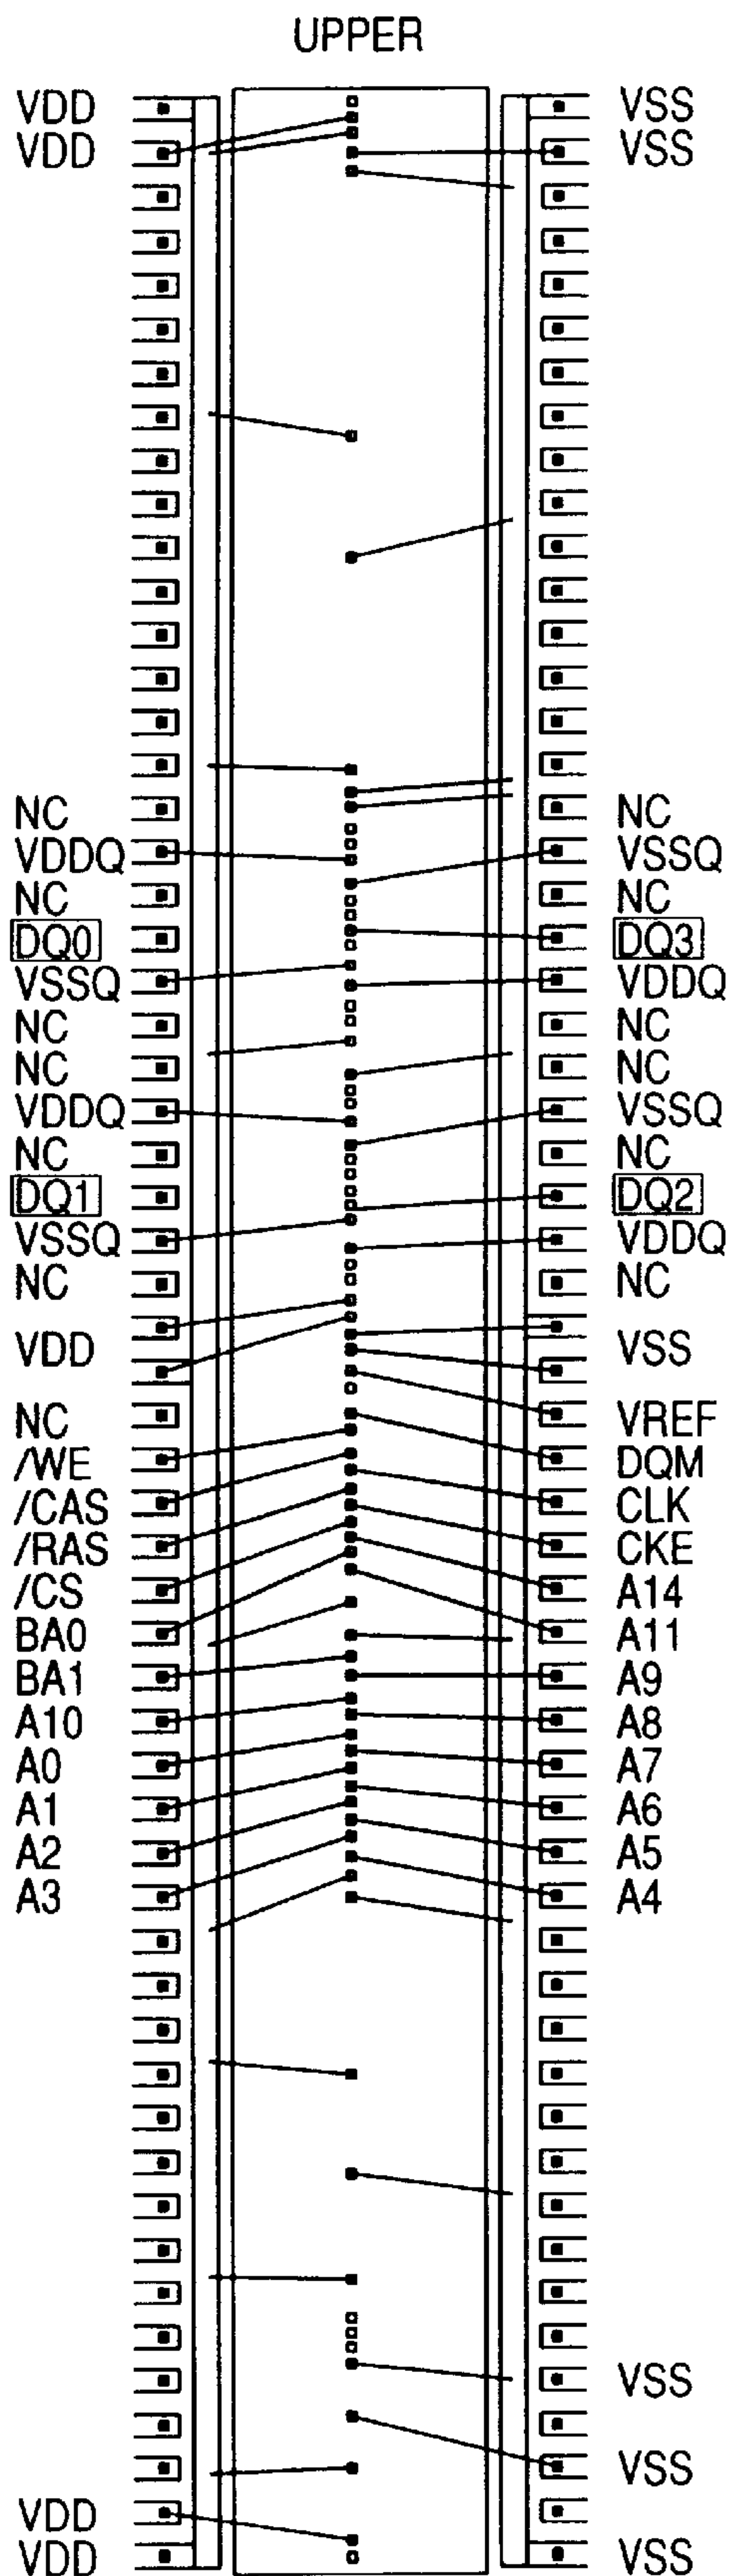 UPPER
VDD VSS
VDD VSS
NC NC
VDDQ VSSQ
NC NC
DQ0 DQ3
VSSQ VDDQ
NC NC
NC NC
VDDQ VSSQ
NC NC
DQ1 DQ2
VSSQ VDDQ
NC NC
VDD VSS
NC VREF
/WE DQM
/CAS CLK
/RAS CKE
/CS A14
BA0 A11
BA1 A9
A10 A8
A0 A7
A1 A6
A2 A5
A3 A4
VSS
VSS
VDD
VDD VSS